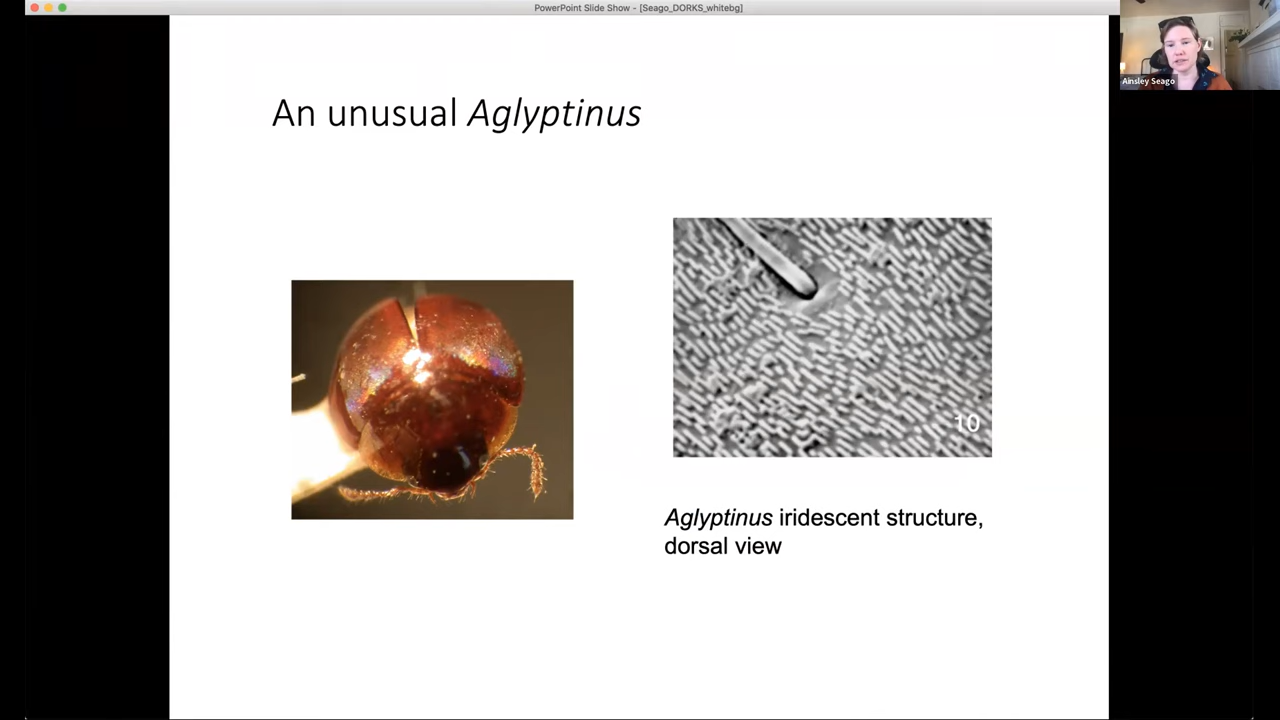 PowerPoint Slide Show - [Seago_DORKS_whitebg]
Ainsley Seago
An unusual Aglyptinus
10
Aglyptinus iridescent structure,
dorsal view